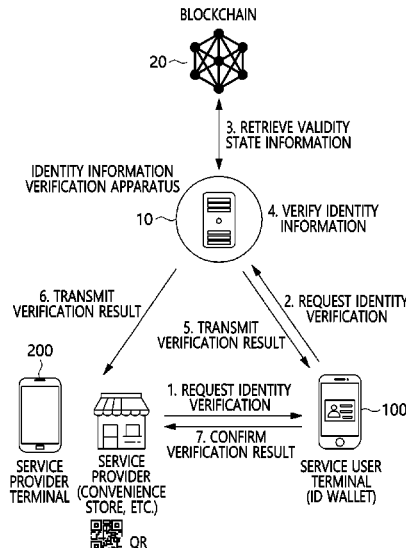 BLOCKCHAIN
20
3. RETRIEVE VALIDITY
STATE INFORMATION
IDENTITY INFORMATION
VERIFICATION APPARATUS
10
4. VERIFY IDENTITY
INFORMATION
6. TRANSMIT
VERIFICATION RESULT
2. REQUEST IDENTITY
VERIFICATION
5. TRANSMIT
VERIFICATION RESULT
200
1. REQUEST IDENTITY
VERIFICATION
100
7. CONFIRM
VERIFICATION RESULT
SERVICE
PROVIDER
TERMINAL
SERVICE
PROVIDER
(CONVENIENCE
STORE, ETC.)
SERVICE USER
TERMINAL
(ID WALLET)
QR